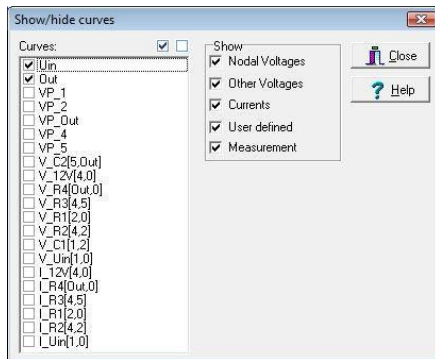 Show/hide curves
Curves:
Uin
Out
VP_1
VP_2
VP_Out
VP_4
VP_5
V_C2[5,Out]
V_12V[4,0]
V_R4[Out,0]
V_R3[4,5]
V_R1[2,0]
V_R2[4,2]
V_C1[1,2]
V_Uin[1,0]
I_12V[4,0]
I_R4[Out,0]
I_R3[4,5]
I_R1[2,0]
I_R2[4,2]
I_Uin[1,0]
Show
Nodal Voltages
Other Voltages
Currents
User defined
Measurement
Close
Help